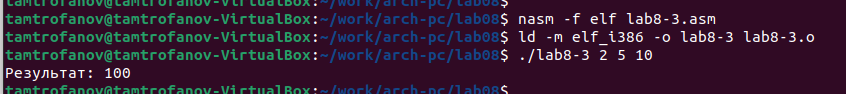 tamtrofanov@tamtrofanov-VirtualBox:~/work/arch-pc/lab08$ nasm -f elf lab8-3.asm
tamtrofanov@tamtrofanov-VirtualBox:~/work/arch-pc/lab08$ ld -m elf_i386 -o lab8-3 lab8-3.o
tamtrofanov@tamtrofanov-VirtualBox:~/work/arch-pc/lab08$ ./lab8-3 2 5 10
Результат: 100
tamtrofanov@tamtrofanov-VirtualBox:~/work/arch-pc/lab08$